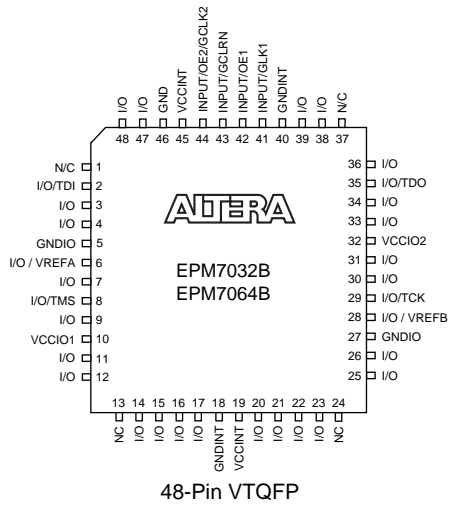 I/O
I/O
GND
VCCINT
INPUT/OE2/GCLK2
INPUT/GCLRN
INPUT/OE1
INPUT/GLK1
GNDINT
I/O
I/O
N/C
48 47 46 45 44 43 42 41 40 39 38 37
N/C 1
I/O/TDI 2
I/O 3
I/O 4
GNDIO 5
I/O / VREFA 6
I/O 7
I/O/TMS 8
I/O 9
VCCIO1 10
I/O 11
I/O 12
ALTERA
EPM7032B
EPM7064B
36 I/O
35 I/O/TDO
34 I/O
33 I/O
32 VCCIO2
31 I/O
30 I/O
29 I/O/TCK
28 I/O / VREFB
27 GNDIO
26 I/O
25 I/O
13 14 15 16 17 18 19 20 21 22 23 24
NC
I/O
I/O
I/O
I/O
GNDINT
VCCINT
I/O
I/O
I/O
I/O
NC
48-Pin VTQFP